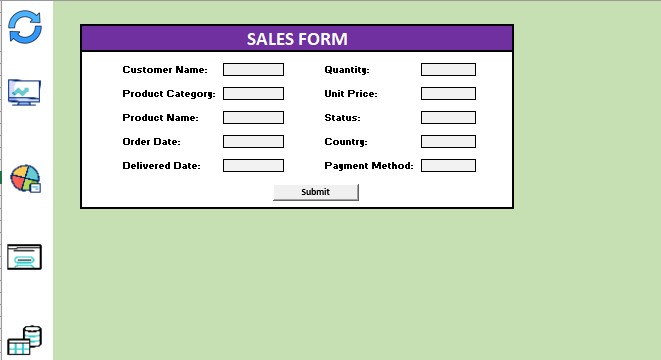 SALES FORM
Customer Name: Quantity:
Product Category: Unit Price:
Product Name: Status:
Order Date: Country:
Delivered Date: Payment Method:
Submit